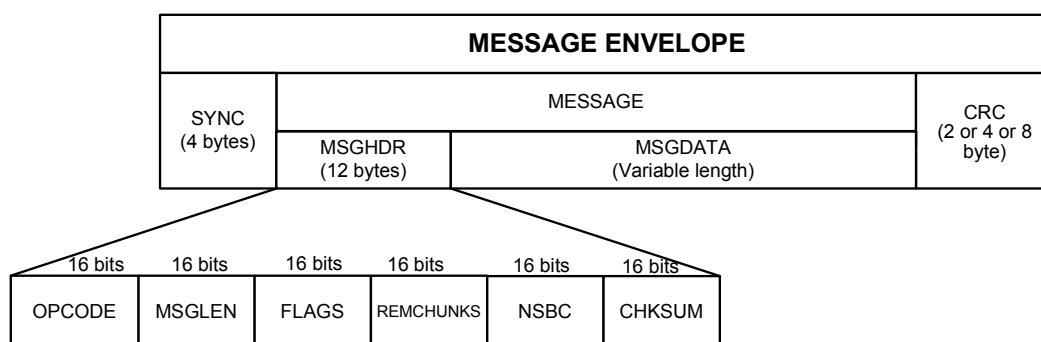 MESSAGE ENVELOPE
SYNC
(4 bytes)
MESSAGE
CRC
(2 or 4 or 8
byte)
MSGHDR
(12 bytes)
MSGDATA
(Variable length)
16 bits 16 bits 16 bits 16 bits 16 bits 16 bits
OPCODE MSGLEN FLAGS REMCHUNKS NSBC CHKSUM